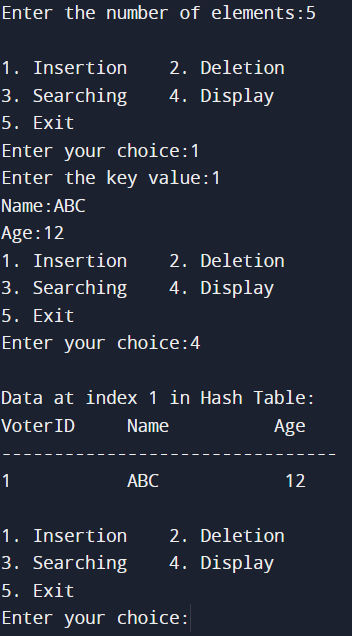 Enter the number of elements:5
1. Insertion    2. Deletion
3. Searching    4. Display
5. Exit
Enter your choice:1
Enter the key value:1
Name:ABC
Age:12
1. Insertion    2. Deletion
3. Searching    4. Display
5. Exit
Enter your choice:4
Data at index 1 in Hash Table:
VoterID     Name          Age
--------------------------------
1           ABC            12
1. Insertion    2. Deletion
3. Searching    4. Display
5. Exit
Enter your choice: